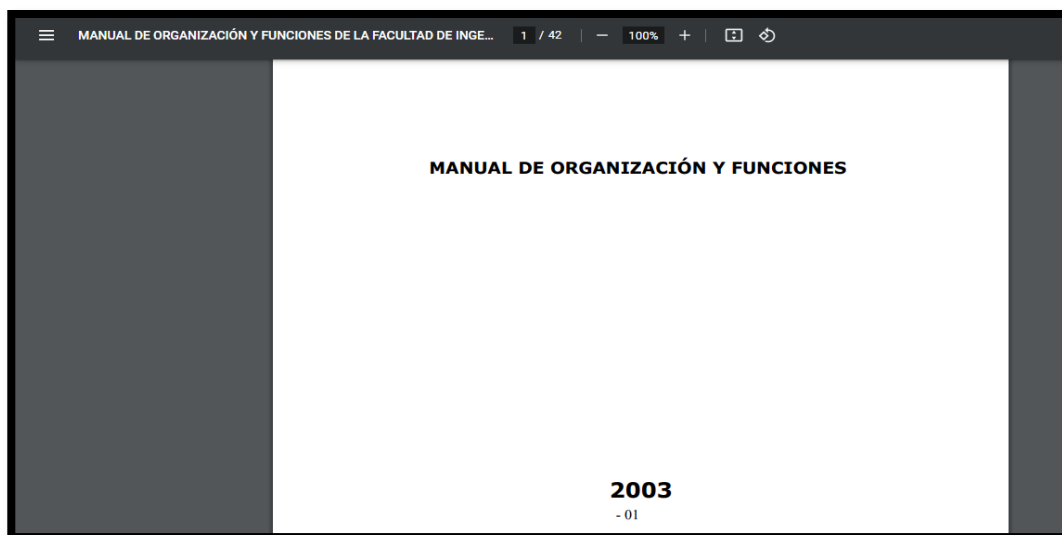 MANUAL DE ORGANIZACIÓN Y FUNCIONES DE LA FACULTAD DE INGE... 1 / 42 | — 100% + |
MANUAL DE ORGANIZACIÓN Y FUNCIONES
2003
- 01